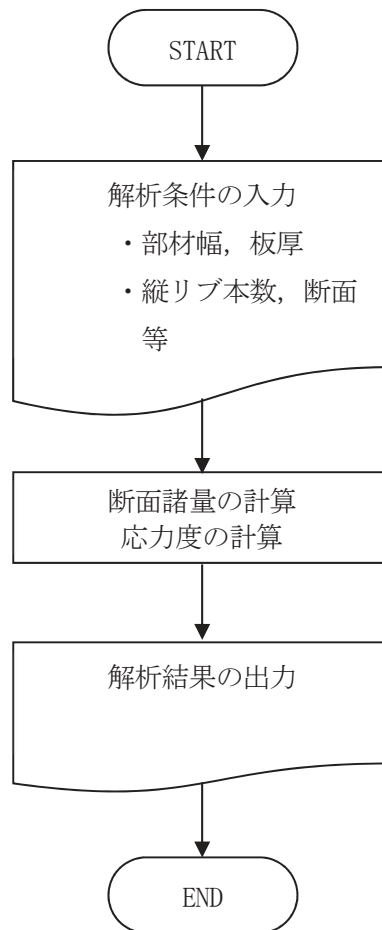 START
解析条件の入力
・部材幅，板厚
・縦リブ本数，断面
等
断面諸量の計算
応力度の計算
解析結果の出力
END